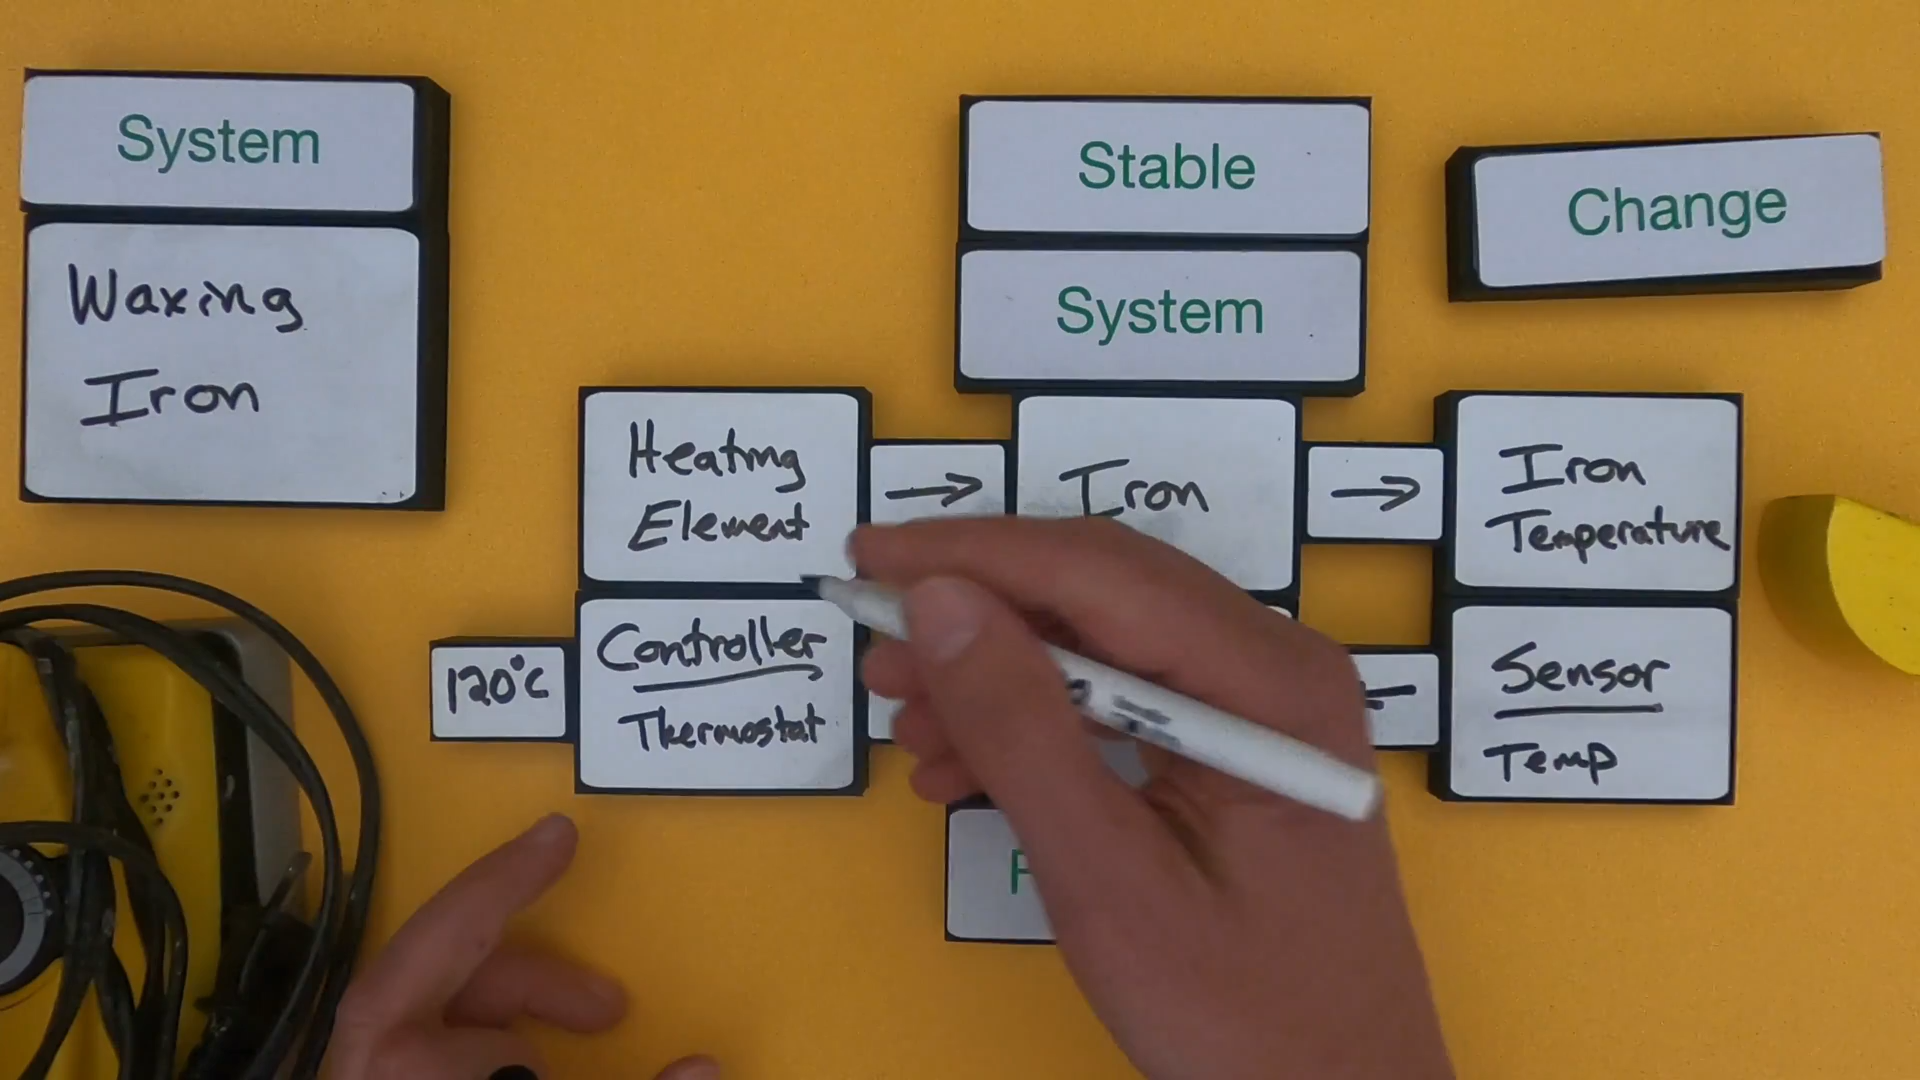 System
Waxing
Iron
Stable
System
Change
Heating
Element
→
Iron
→
Iron
Temperature
120°C
Controller
Thermostat
Sensor
Temp